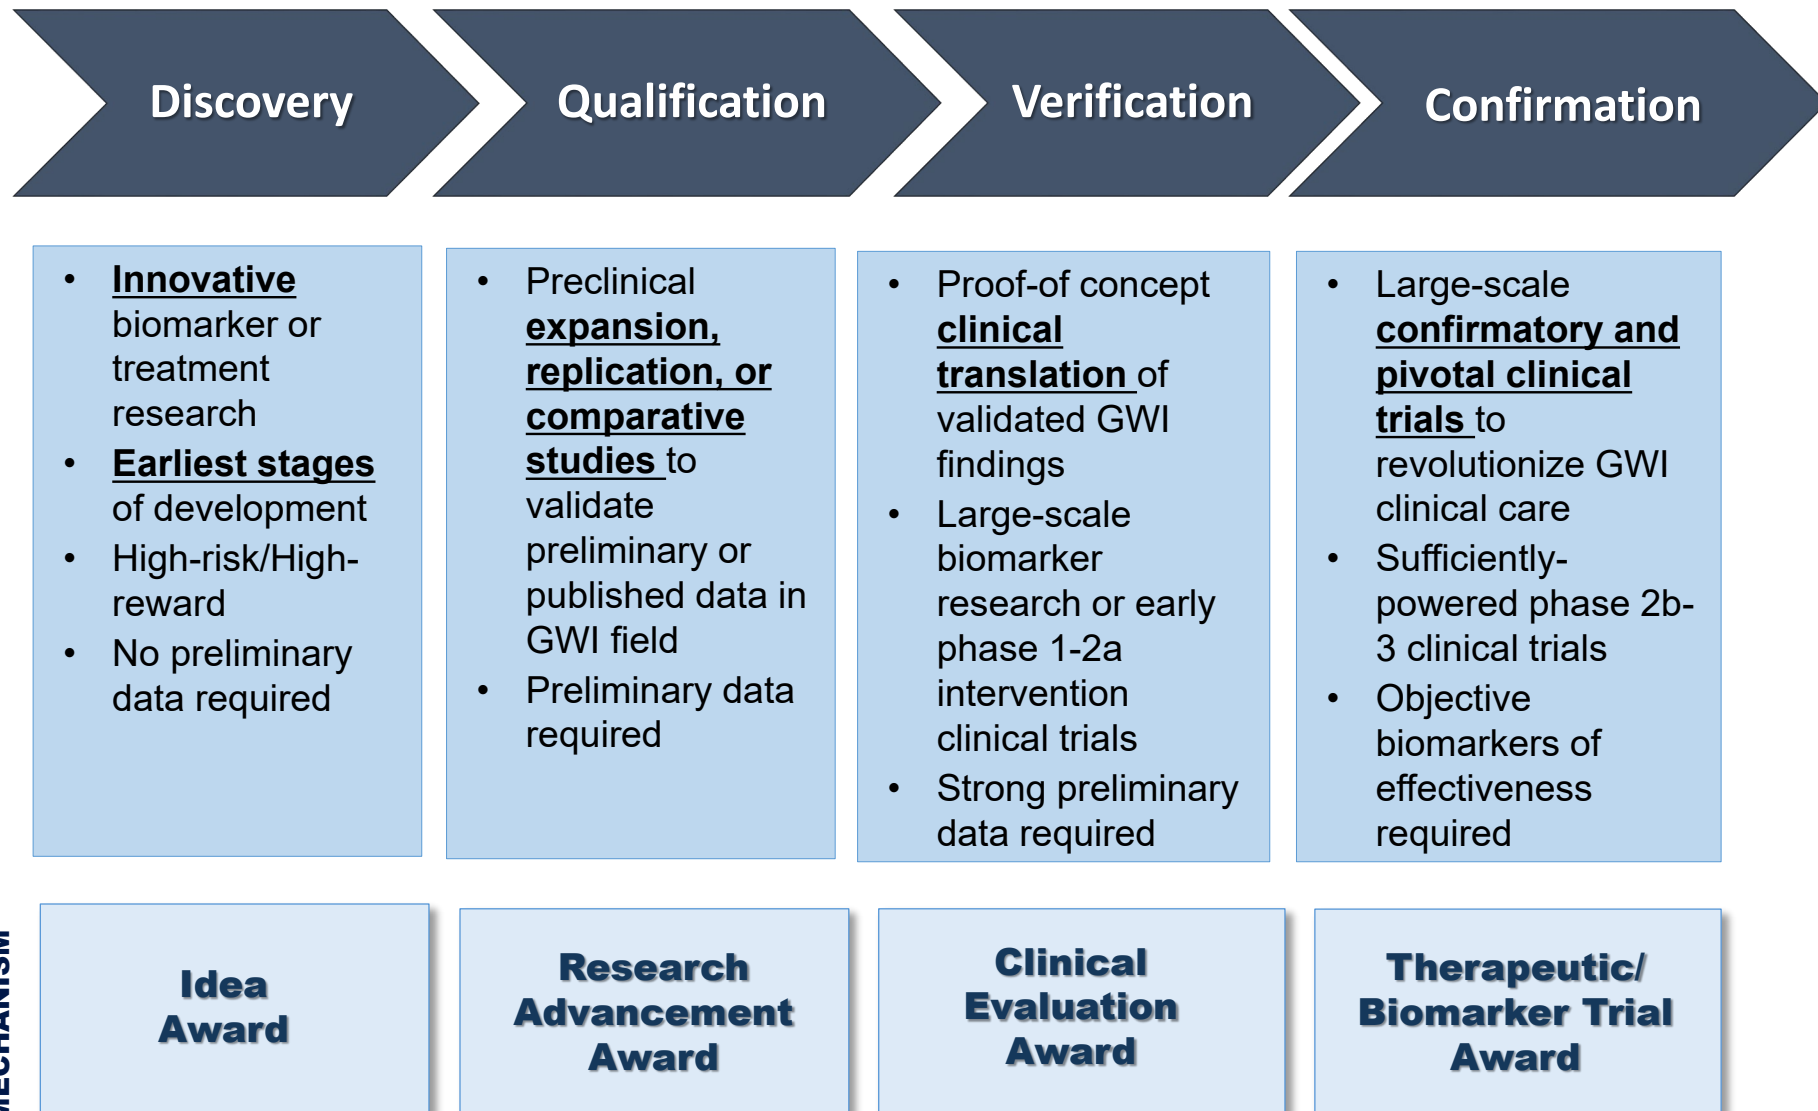 Discovery
Qualification
Verification
Confirmation
• Innovative
biomarker or
treatment
research
• Earliest stages
of development
• High-risk/High-
reward
• No preliminary
data required
• Preclinical
expansion,
replication, or
comparative
studies to
validate
preliminary or
published data in
GWI field
• Preliminary data
required
• Proof-of concept
clinical
translation of
validated GWI
findings
• Large-scale
biomarker
research or early
phase 1-2a
intervention
clinical trials
• Strong preliminary
data required
• Large-scale
confirmatory and
pivotal clinical
trials to
revolutionize GWI
clinical care
• Sufficiently-
powered phase 2b-
3 clinical trials
• Objective
biomarkers of
effectiveness
required
MECHANISM
Idea
Award
Research
Advancement
Award
Clinical
Evaluation
Award
Therapeutic/
Biomarker Trial
Award